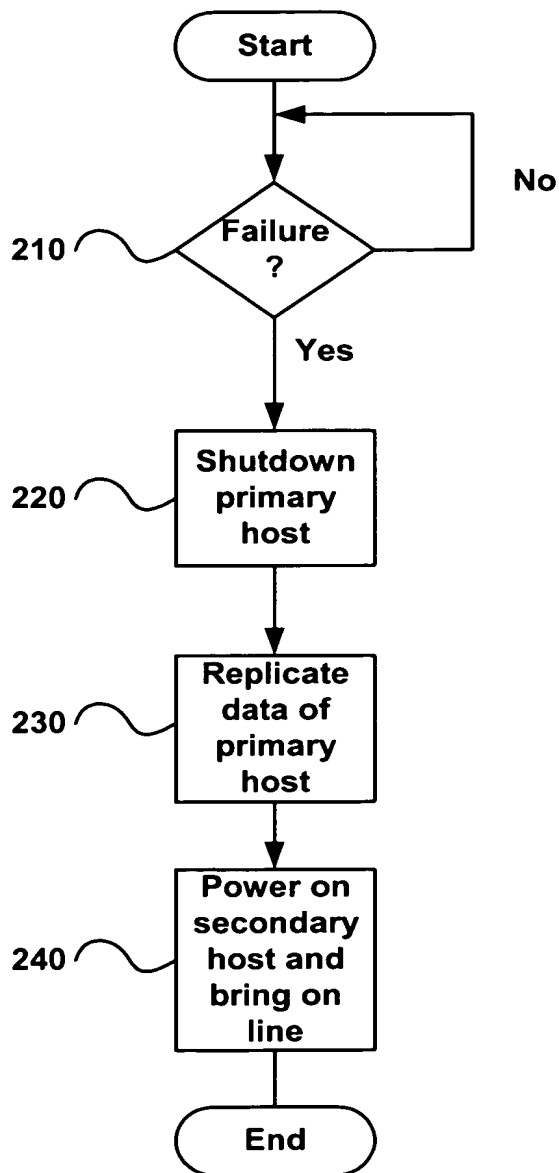 Start
No
210
Failure
?
Yes
220
Shutdown
primary
host
230
Replicate
data of
primary
host
240
Power on
secondary
host and
bring on
line
End